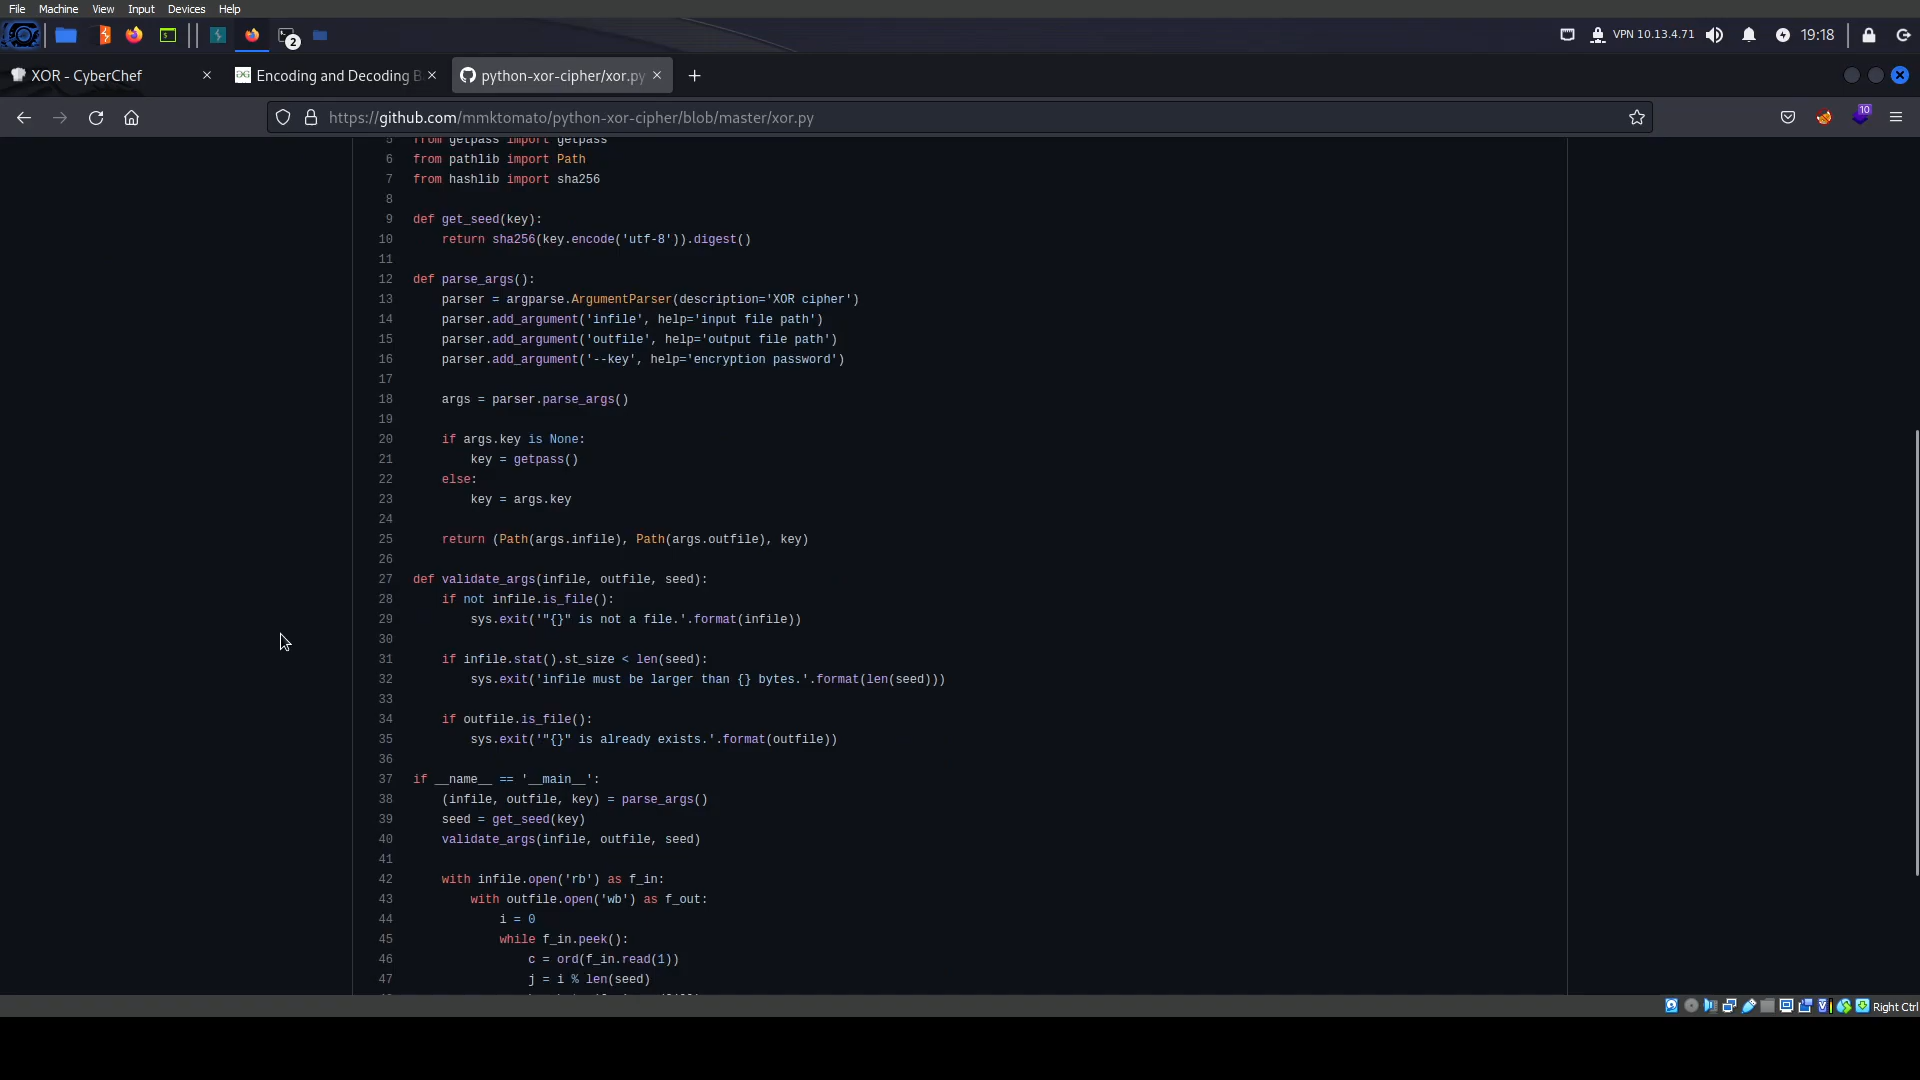 File Machine View Input Devices Help
2 VPN 10.13.4.71 19:18
XOR - CyberChef Encoding and Decoding B python-xor-cipher/xor.py
https://github.com/mmktomato/python-xor-cipher/blob/master/xor.py 10
5 from getpass import getpass
6 from pathlib import Path
7 from hashlib import sha256
8
9 def get_seed(key):
10     return sha256(key.encode('utf-8')).digest()
11
12 def parse_args():
13     parser = argparse.ArgumentParser(description='XOR cipher')
14     parser.add_argument('infile', help='input file path')
15     parser.add_argument('outfile', help='output file path')
16     parser.add_argument('--key', help='encryption password')
17
18     args = parser.parse_args()
19
20     if args.key is None:
21         key = getpass()
22     else:
23         key = args.key
24
25     return (Path(args.infile), Path(args.outfile), key)
26
27 def validate_args(infile, outfile, seed):
28     if not infile.is_file():
29         sys.exit('"{}" is not a file.'.format(infile))
30
31     if infile.stat().st_size < len(seed):
32         sys.exit('infile must be larger than {} bytes.'.format(len(seed)))
33
34     if outfile.is_file():
35         sys.exit('"{}" is already exists.'.format(outfile))
36
37 if __name__ == '__main__':
38     (infile, outfile, key) = parse_args()
39     seed = get_seed(key)
40     validate_args(infile, outfile, seed)
41
42     with infile.open('rb') as f_in:
43         with outfile.open('wb') as f_out:
44             i = 0
45             while f_in.peek():
46                 c = ord(f_in.read(1))
47                 j = i % len(seed)
Right Ctrl